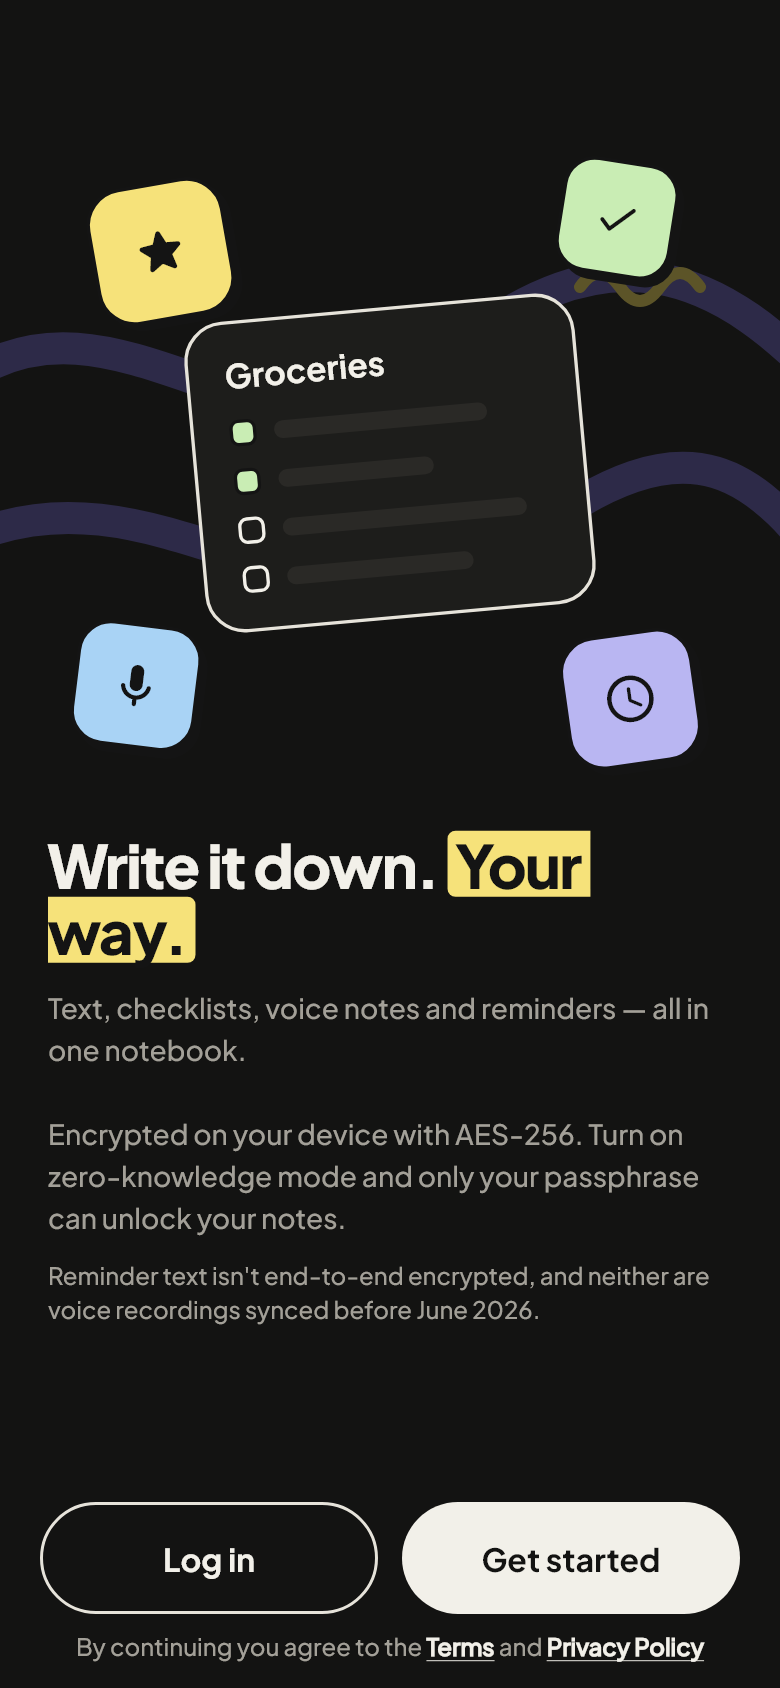 Groceries
Write it down. Your
way.
Text, checklists, voice notes and reminders — all in
one notebook.
Encrypted on your device with AES-256. Turn on
zero-knowledge mode and only your passphrase
can unlock your notes.
Reminder text isn't end-to-end encrypted, and neither are
voice recordings synced before June 2026.
Log in
Get started
By continuing you agree to the Terms and Privacy Policy